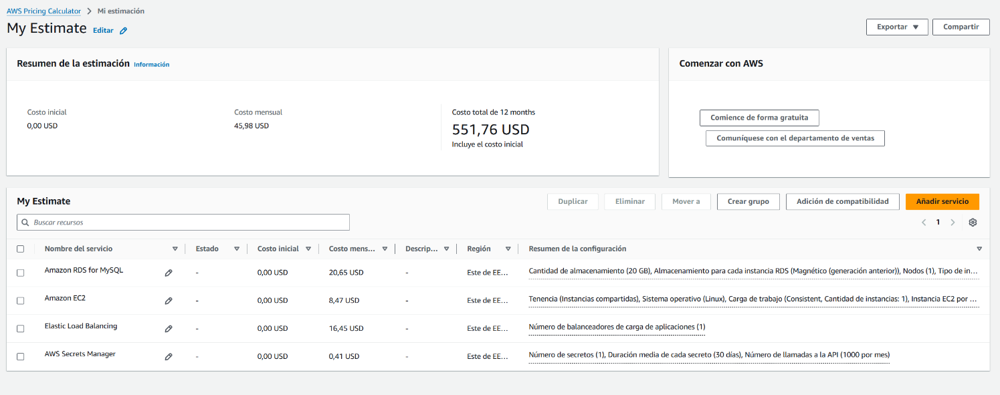 AWS Pricing Calculator > Mi estimación
My Estimate Editar
Exportar Compartir
Resumen de la estimación Información
Comenzar con AWS
Costo inicial
0,00 USD
Costo mensual
45,98 USD
Costo total de 12 months
551,76 USD
Incluye el costo inicial
Comience de forma gratuita
Comuníquese con el departamento de ventas
My Estimate
Duplicar Eliminar Mover a Crear grupo Adición de compatibilidad Añadir servicio
Buscar recursos
1
Nombre del servicio Estado Costo inicial Costo mens... Descrip... Región Resumen de la configuración
Amazon RDS for MySQL - 0,00 USD 20,65 USD - Este de EE... Cantidad de almacenamiento (20 GB), Almacenamiento para cada instancia RDS (Magnético (generación anterior)), Nodos (1), Tipo de in...
Amazon EC2 - 0,00 USD 8,47 USD - Este de EE... Tenencia (Instancias compartidas), Sistema operativo (Linux), Carga de trabajo (Consistent, Cantidad de instancias: 1), Instancia EC2 por ...
Elastic Load Balancing - 0,00 USD 16,45 USD - Este de EE... Número de balanceadores de carga de aplicaciones (1)
AWS Secrets Manager - 0,00 USD 0,41 USD - Este de EE... Número de secretos (1), Duración media de cada secreto (30 días), Número de llamadas a la API (1000 por mes)